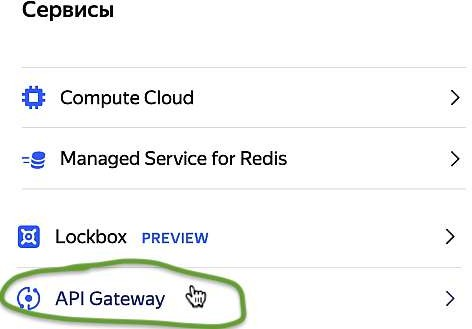 Сервисы
Compute Cloud
Managed Service for Redis
Lockbox PREVIEW
API Gateway